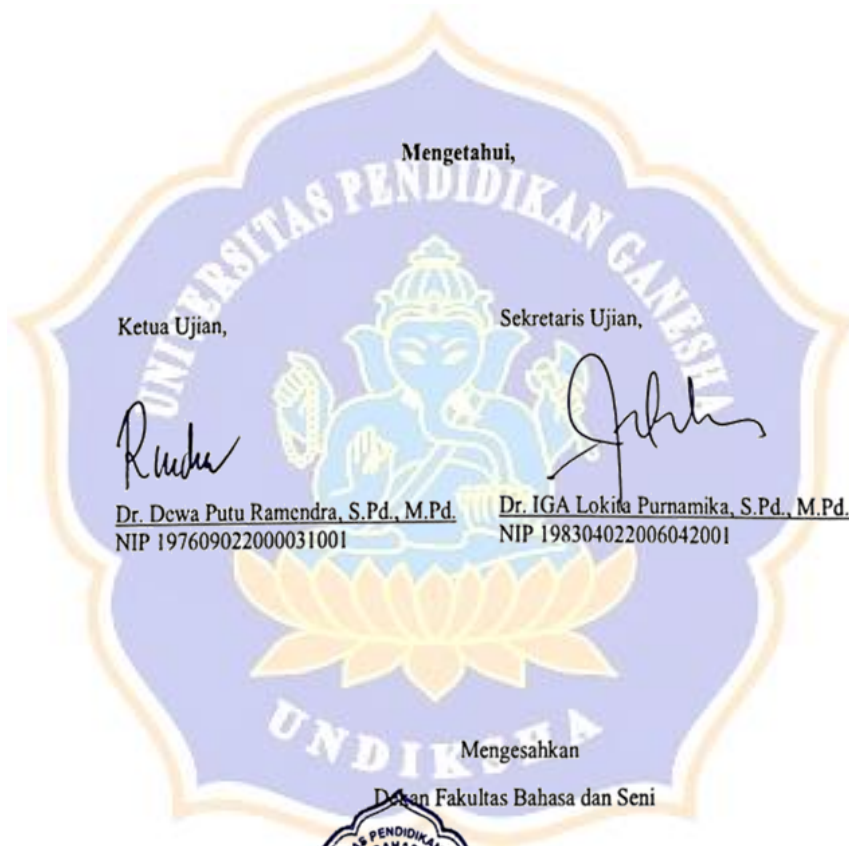 Mengetahui,
UNIVERSITAS PENDIDIKAN GANESHA
Ketua Ujian,
Sekretaris Ujian,
Dr. Dewa Putu Ramendra, S.Pd., M.Pd.
NIP 197609022000031001
Dr. IGA Lokita Purnamika, S.Pd., M.Pd.
NIP 198304022006042001
UNDIKSHA
Mengesahkan
Dekan Fakultas Bahasa dan Seni